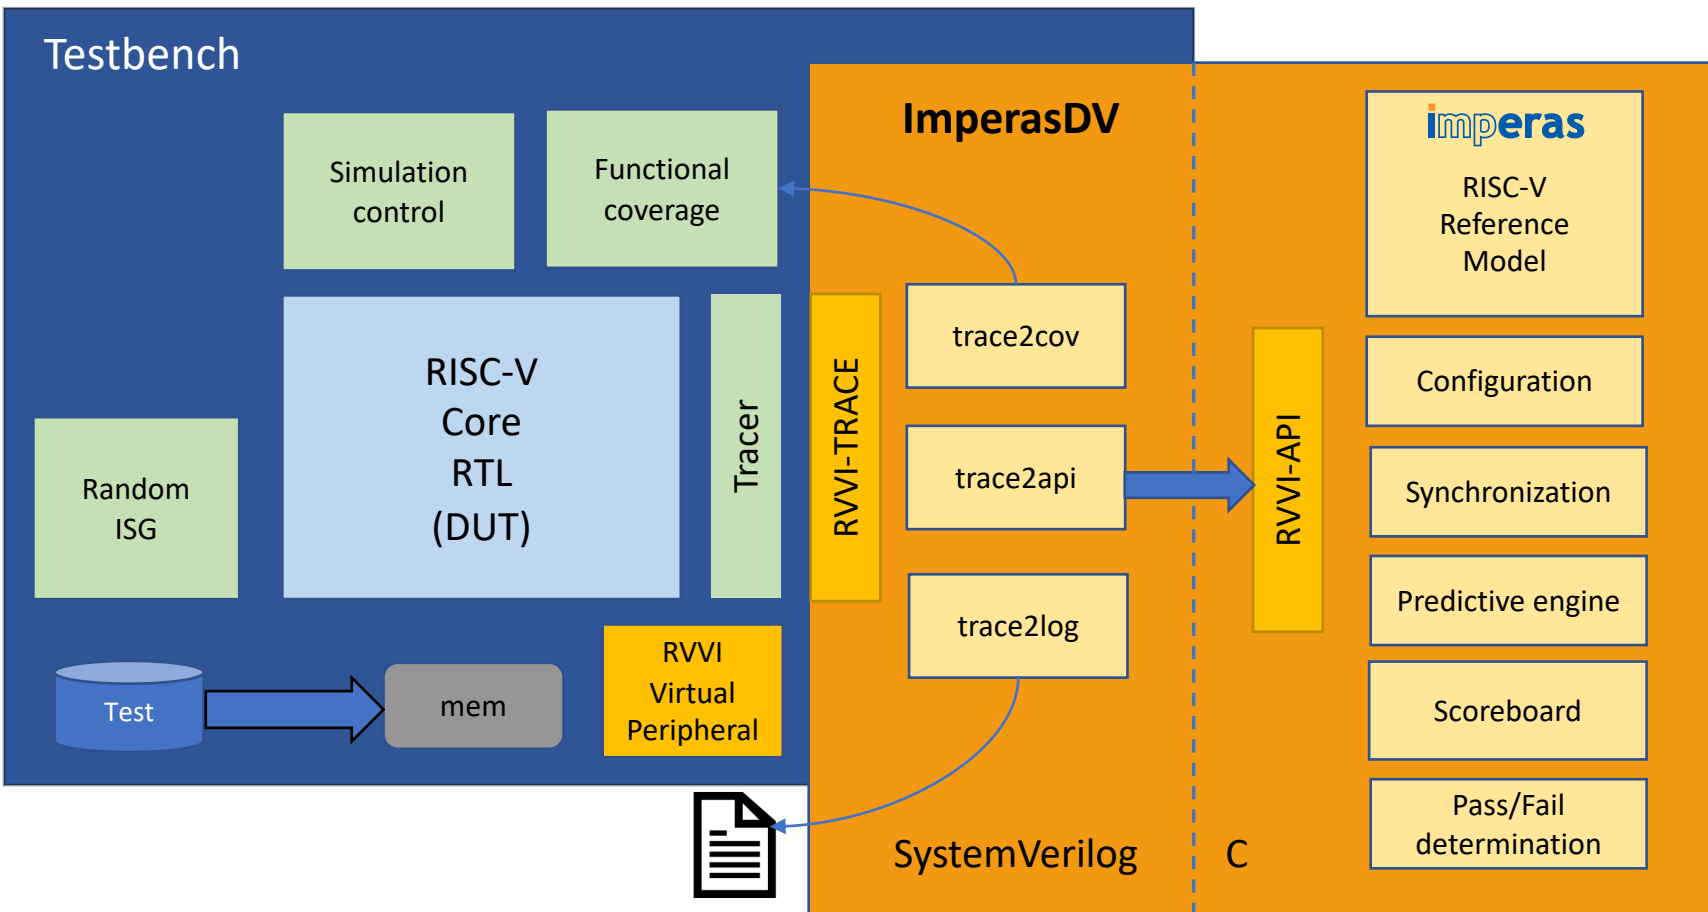 Testbench
Simulation
control
Functional
coverage
RISC-V
Core
RTL
(DUT)
Tracer
Random
ISG
Test
mem
RVVI
Virtual
Peripheral
ImperasDV
RVVI-TRACE
trace2cov
trace2api
trace2log
SystemVerilog
C
RVVI-API
imperas
RISC-V
Reference
Model
Configuration
Synchronization
Predictive engine
Scoreboard
Pass/Fail
determination